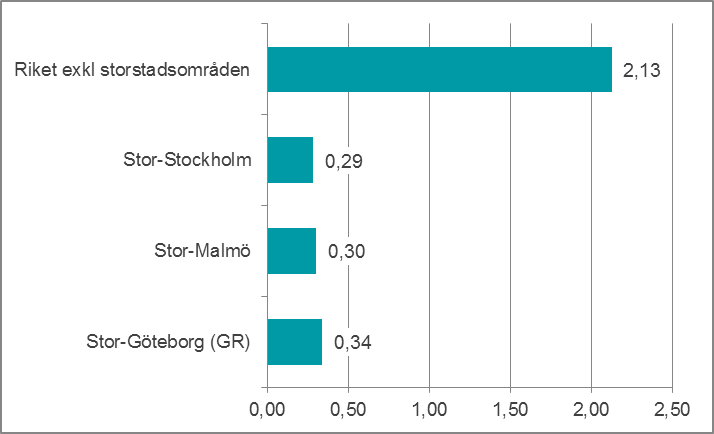 Riket exkl storstadsområden
2,13
Stor-Stockholm
0,29
Stor-Malmö
0,30
Stor-Göteborg (GR)
0,34
0,00 0,50 1,00 1,50 2,00 2,50